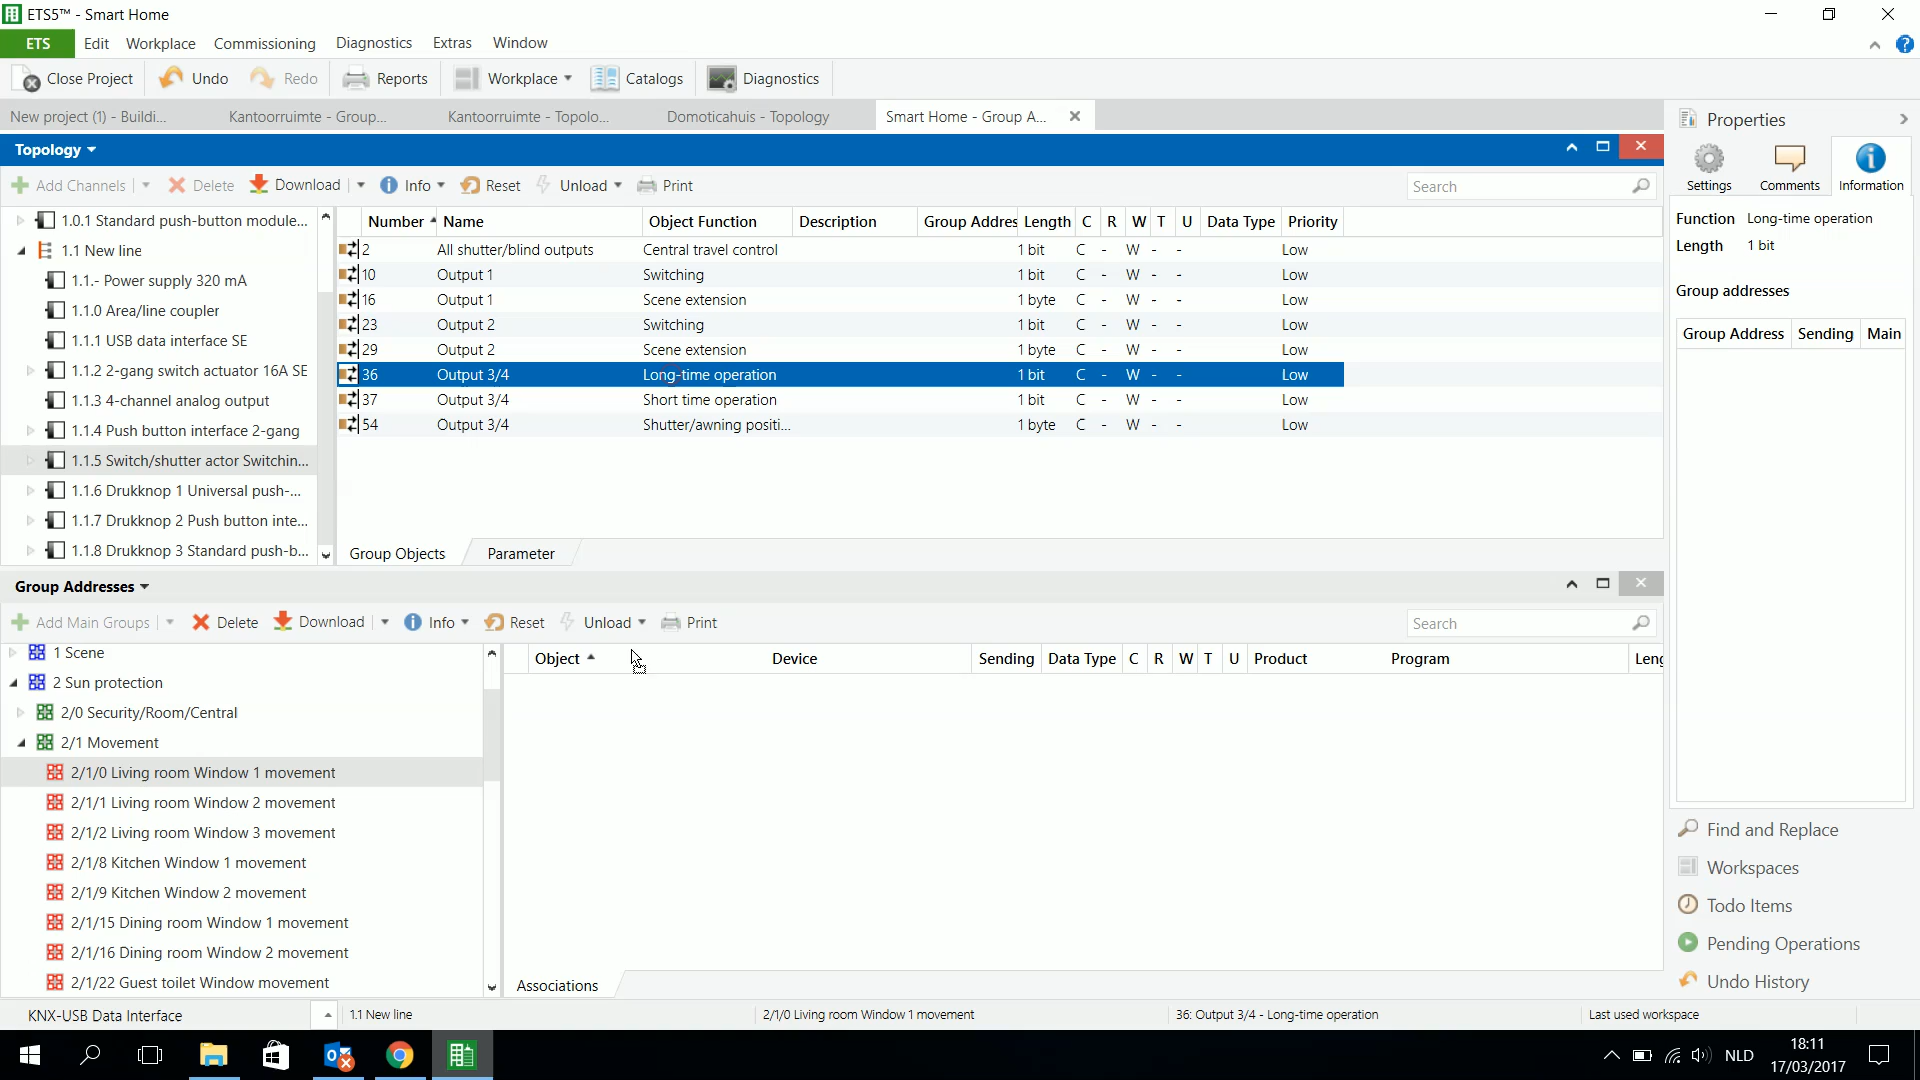 ETS5™ - Smart Home
ETS Edit Workplace Commissioning Diagnostics Extras Window
Close Project Undo Redo Reports Workplace Catalogs Diagnostics
New project (1) - Buildi... Kantoorruimte - Group... Kantoorruimte - Topolo... Domoticahuis - Topology Smart Home - Group A...
Topology
Add Channels Delete Download Info Reset Unload Print Search
1.0.1 Standard push-button module...
1.1 New line
1.1.- Power supply 320 mA
1.1.0 Area/line coupler
1.1.1 USB data interface SE
1.1.2 2-gang switch actuator 16A SE
1.1.3 4-channel analog output
1.1.4 Push button interface 2-gang
1.1.5 Switch/shutter actor Switchin...
1.1.6 Drukknop 1 Universal push-...
1.1.7 Drukknop 2 Push button inte...
1.1.8 Drukknop 3 Standard push-b...
Number Name Object Function Description Group Addres Length C R W T U Data Type Priority
2 All shutter/blind outputs Central travel control 1 bit C - W - - Low
10 Output 1 Switching 1 bit C - W - - Low
16 Output 1 Scene extension 1 byte C - W - - Low
23 Output 2 Switching 1 bit C - W - - Low
29 Output 2 Scene extension 1 byte C - W - - Low
36 Output 3/4 Long-time operation 1 bit C - W - - Low
37 Output 3/4 Short time operation 1 bit C - W - - Low
54 Output 3/4 Shutter/awning positi... 1 byte C - W - - Low
Group Objects Parameter
Group Addresses
Add Main Groups Delete Download Info Reset Unload Print Search
1 Scene
2 Sun protection
2/0 Security/Room/Central
2/1 Movement
2/1/0 Living room Window 1 movement
2/1/1 Living room Window 2 movement
2/1/2 Living room Window 3 movement
2/1/8 Kitchen Window 1 movement
2/1/9 Kitchen Window 2 movement
2/1/15 Dining room Window 1 movement
2/1/16 Dining room Window 2 movement
2/1/22 Guest toilet Window movement
Object Device Sending Data Type C R W T U Product Program Leng
Associations
Properties
Settings Comments Information
Function Long-time operation
Length 1 bit
Group addresses
Group Address Sending Main
Find and Replace
Workspaces
Todo Items
Pending Operations
Undo History
KNX-USB Data Interface 1.1 New line 2/1/0 Living room Window 1 movement 36: Output 3/4 - Long-time operation Last used workspace
NLD
18:11
17/03/2017